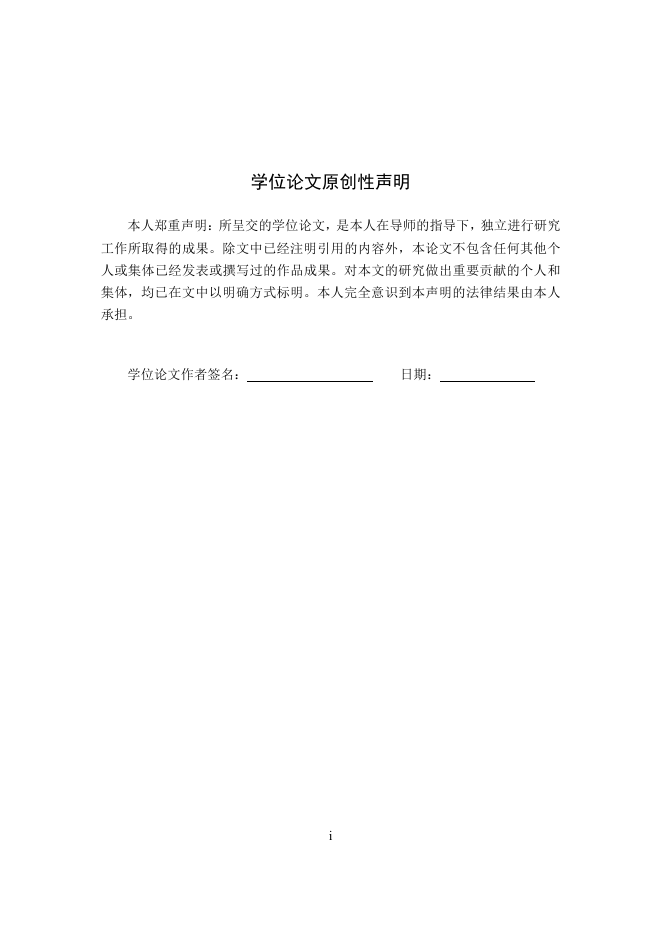 学位论文原创性声明
本人郑重声明：所呈交的学位论文，是本人在导师的指导下，独立进行研究
工作所取得的成果。除文中已经注明引用的内容外，本论文不包含任何其他个
人或集体已经发表或撰写过的作品成果。对本文的研究做出重要贡献的个人和
集体，均已在文中以明确方式标明。本人完全意识到本声明的法律结果由本人
承担。
学位论文作者签名： 日期：
i